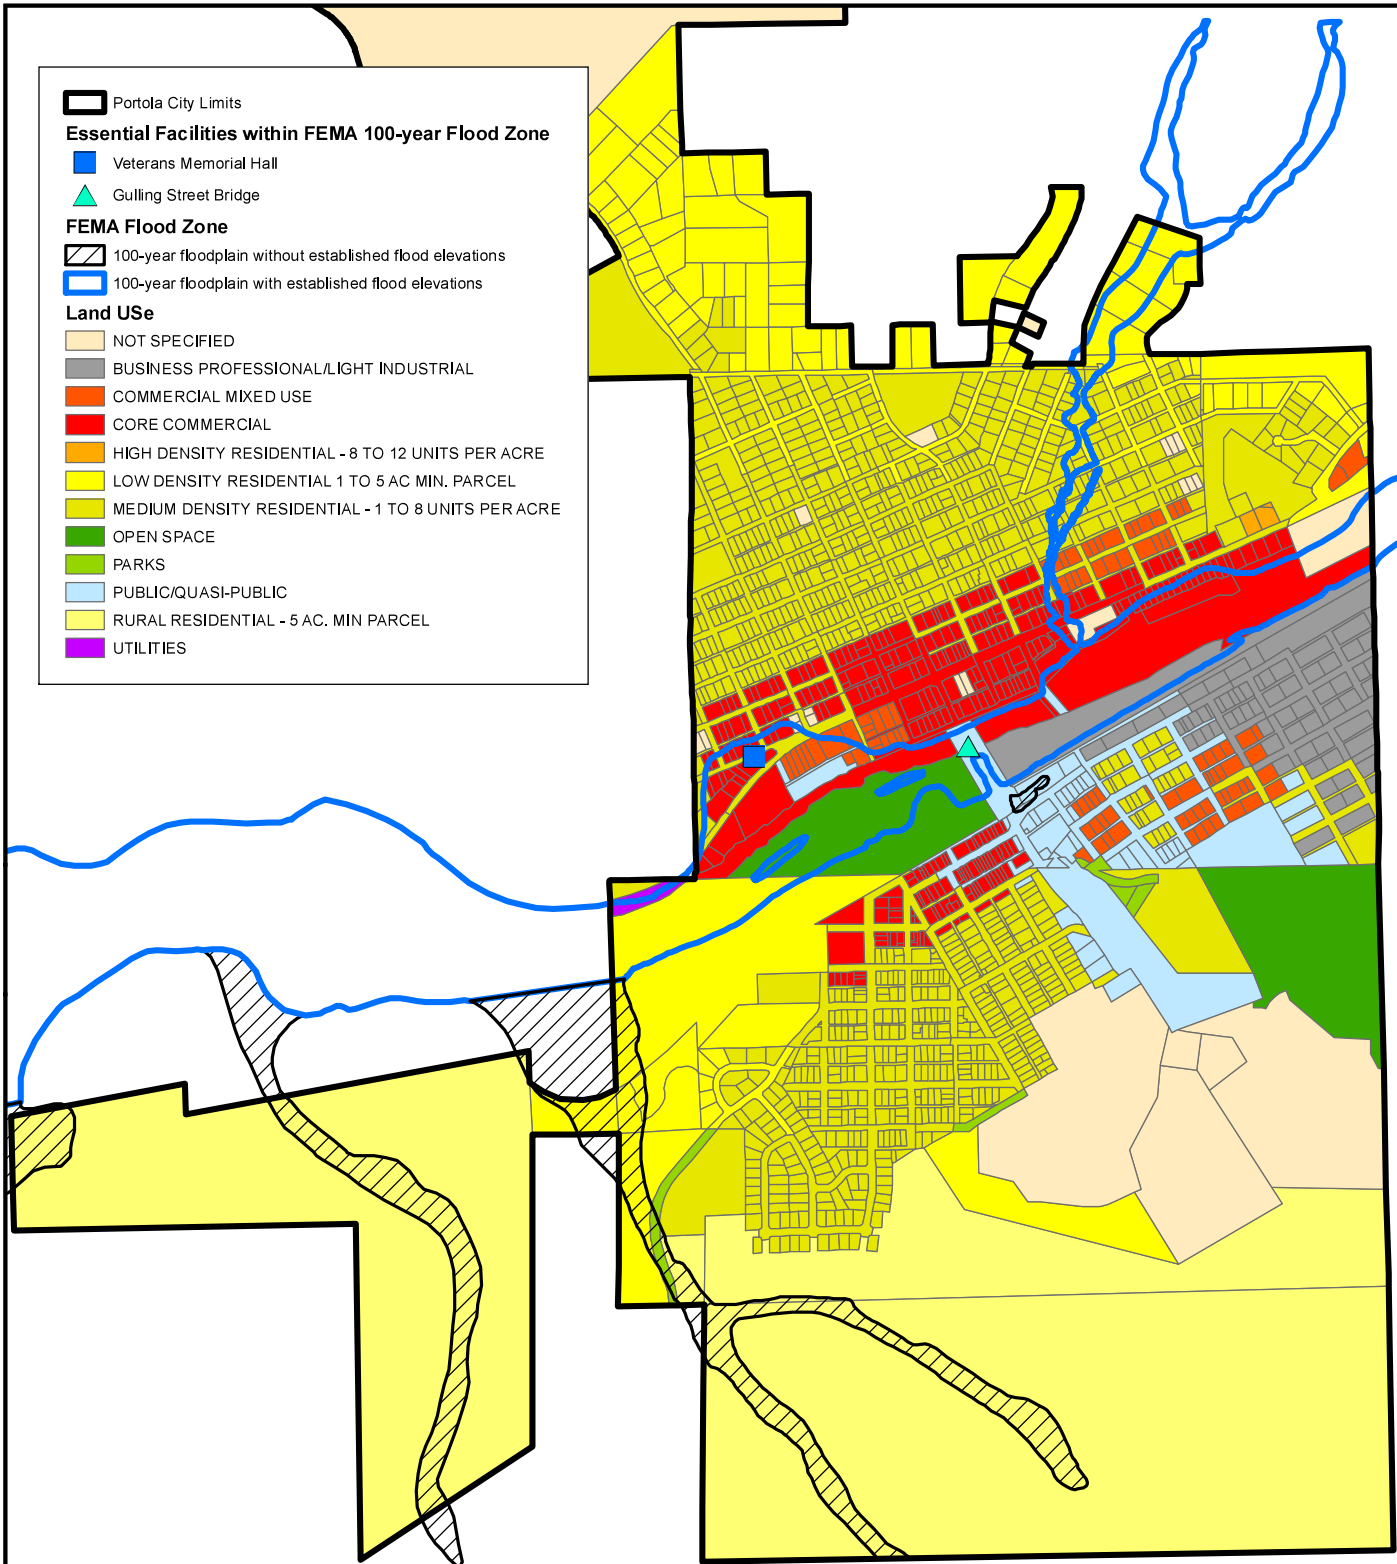 Portola City Limits
Essential Facilities within FEMA 100-year Flood Zone
Veterans Memorial Hall
Gulling Street Bridge
FEMA Flood Zone
100-year floodplain without established flood elevations
100-year floodplain with established flood elevations
Land USe
NOT SPECIFIED
BUSINESS PROFESSIONAL/LIGHT INDUSTRIAL
COMMERCIAL MIXED USE
CORE COMMERCIAL
HIGH DENSITY RESIDENTIAL - 8 TO 12 UNITS PER ACRE
LOW DENSITY RESIDENTIAL 1 TO 5 AC MIN. PARCEL
MEDIUM DENSITY RESIDENTIAL - 1 TO 8 UNITS PER ACRE
OPEN SPACE
PARKS
PUBLIC/QUASI-PUBLIC
RURAL RESIDENTIAL - 5 AC. MIN PARCEL
UTILITIES